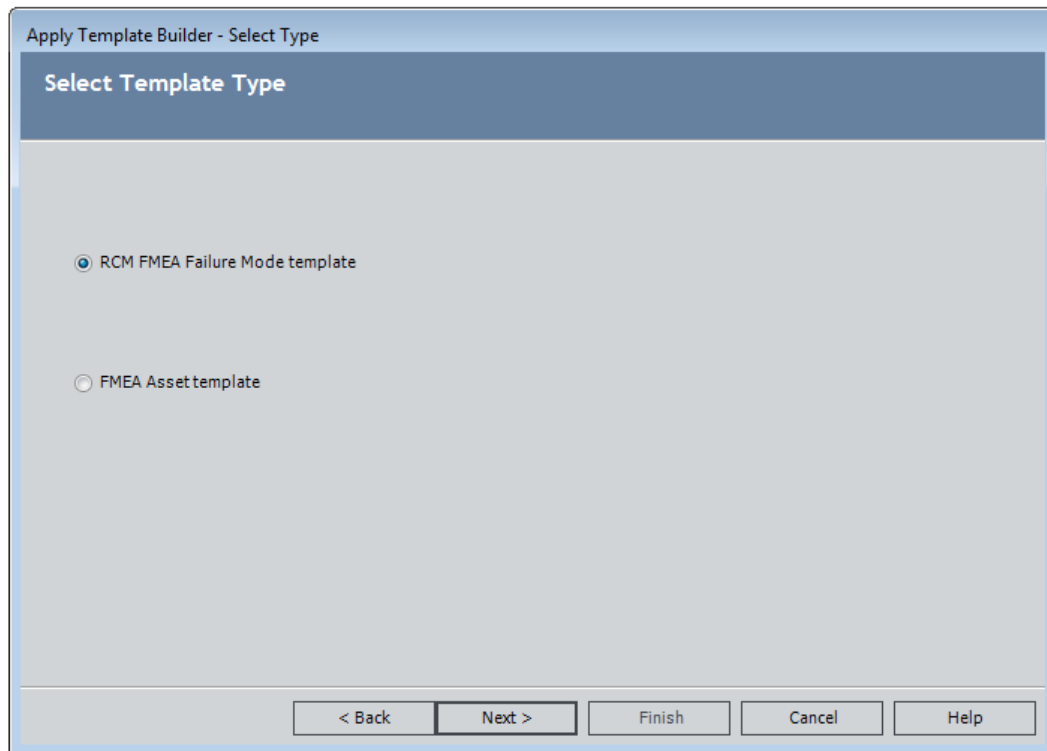 Apply Template Builder - Select Type
Select Template Type
RCM FMEA Failure Mode template
FMEA Asset template
< Back Next > Finish Cancel Help